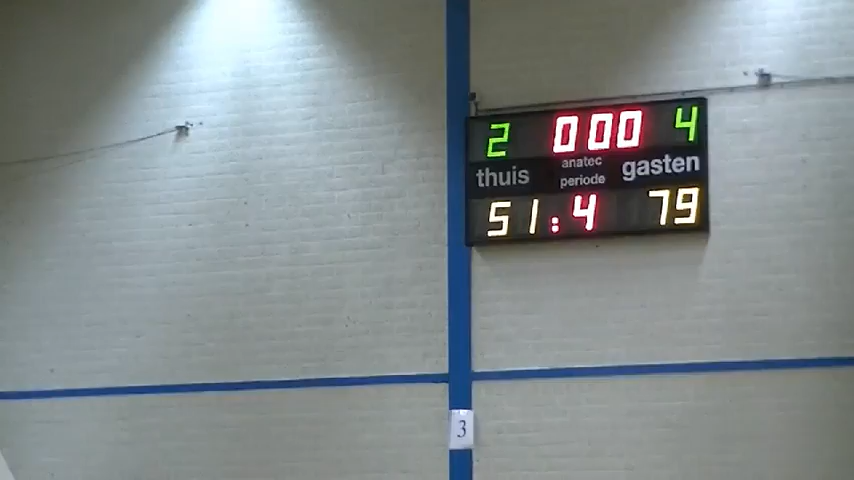 2 000 4
thuis anatec gasten
periode
51 : 4 79
3